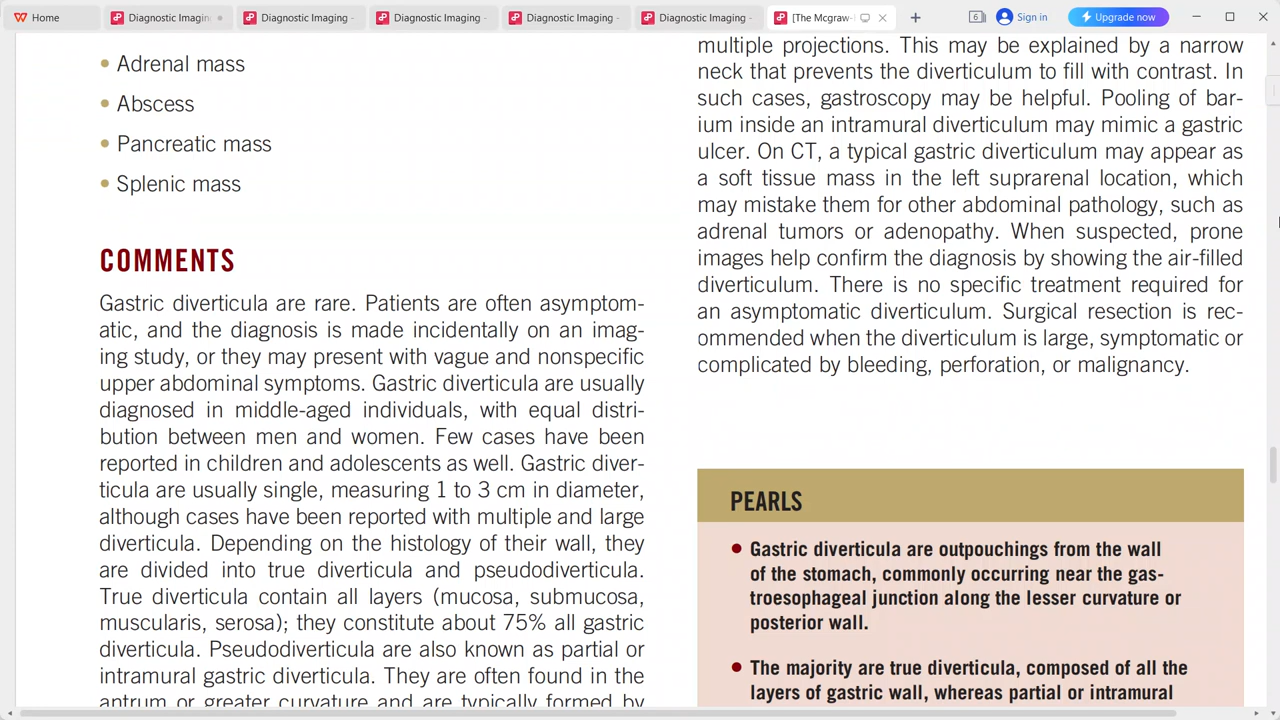 Home
Diagnostic Imagin
Diagnostic Imaging -
Diagnostic Imaging -
Diagnostic Imaging -
Diagnostic Imaging -
[The Mcgraw-
6
Sign in
Upgrade now
• Adrenal mass
• Abscess
• Pancreatic mass
• Splenic mass
COMMENTS
Gastric diverticula are rare. Patients are often asymptom-
atic, and the diagnosis is made incidentally on an imag-
ing study, or they may present with vague and nonspecific
upper abdominal symptoms. Gastric diverticula are usually
diagnosed in middle-aged individuals, with equal distri-
bution between men and women. Few cases have been
reported in children and adolescents as well. Gastric diver-
ticula are usually single, measuring 1 to 3 cm in diameter,
although cases have been reported with multiple and large
diverticula. Depending on the histology of their wall, they
are divided into true diverticula and pseudodiverticula.
True diverticula contain all layers (mucosa, submucosa,
muscularis, serosa); they constitute about 75% all gastric
diverticula. Pseudodiverticula are also known as partial or
intramural gastric diverticula. They are often found in the
antrum or greater curvature and are typically formed by
multiple projections. This may be explained by a narrow
neck that prevents the diverticulum to fill with contrast. In
such cases, gastroscopy may be helpful. Pooling of bar-
ium inside an intramural diverticulum may mimic a gastric
ulcer. On CT, a typical gastric diverticulum may appear as
a soft tissue mass in the left suprarenal location, which
may mistake them for other abdominal pathology, such as
adrenal tumors or adenopathy. When suspected, prone
images help confirm the diagnosis by showing the air-filled
diverticulum. There is no specific treatment required for
an asymptomatic diverticulum. Surgical resection is rec-
ommended when the diverticulum is large, symptomatic or
complicated by bleeding, perforation, or malignancy.
PEARLS
• Gastric diverticula are outpouchings from the wall
of the stomach, commonly occurring near the gas-
troesophageal junction along the lesser curvature or
posterior wall.
• The majority are true diverticula, composed of all the
layers of gastric wall, whereas partial or intramural